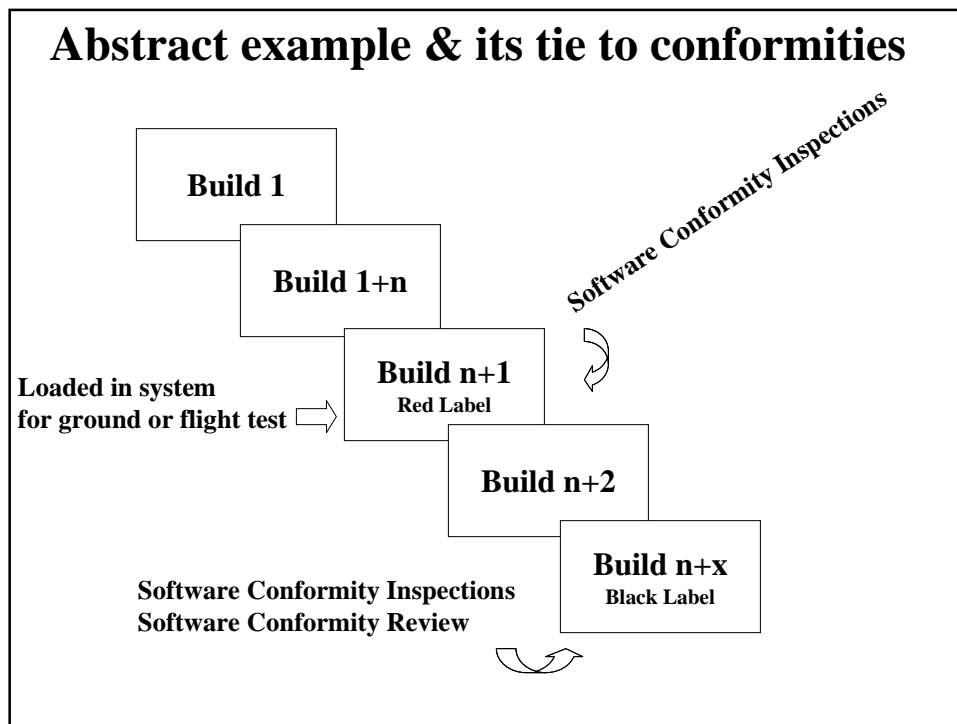 Abstract example & its tie to conformities
Build 1
Software Conformity Inspections
Build 1+n
Build n+1
Red Label
Loaded in system
for ground or flight test
Build n+2
Build n+x
Black Label
Software Conformity Inspections
Software Conformity Review